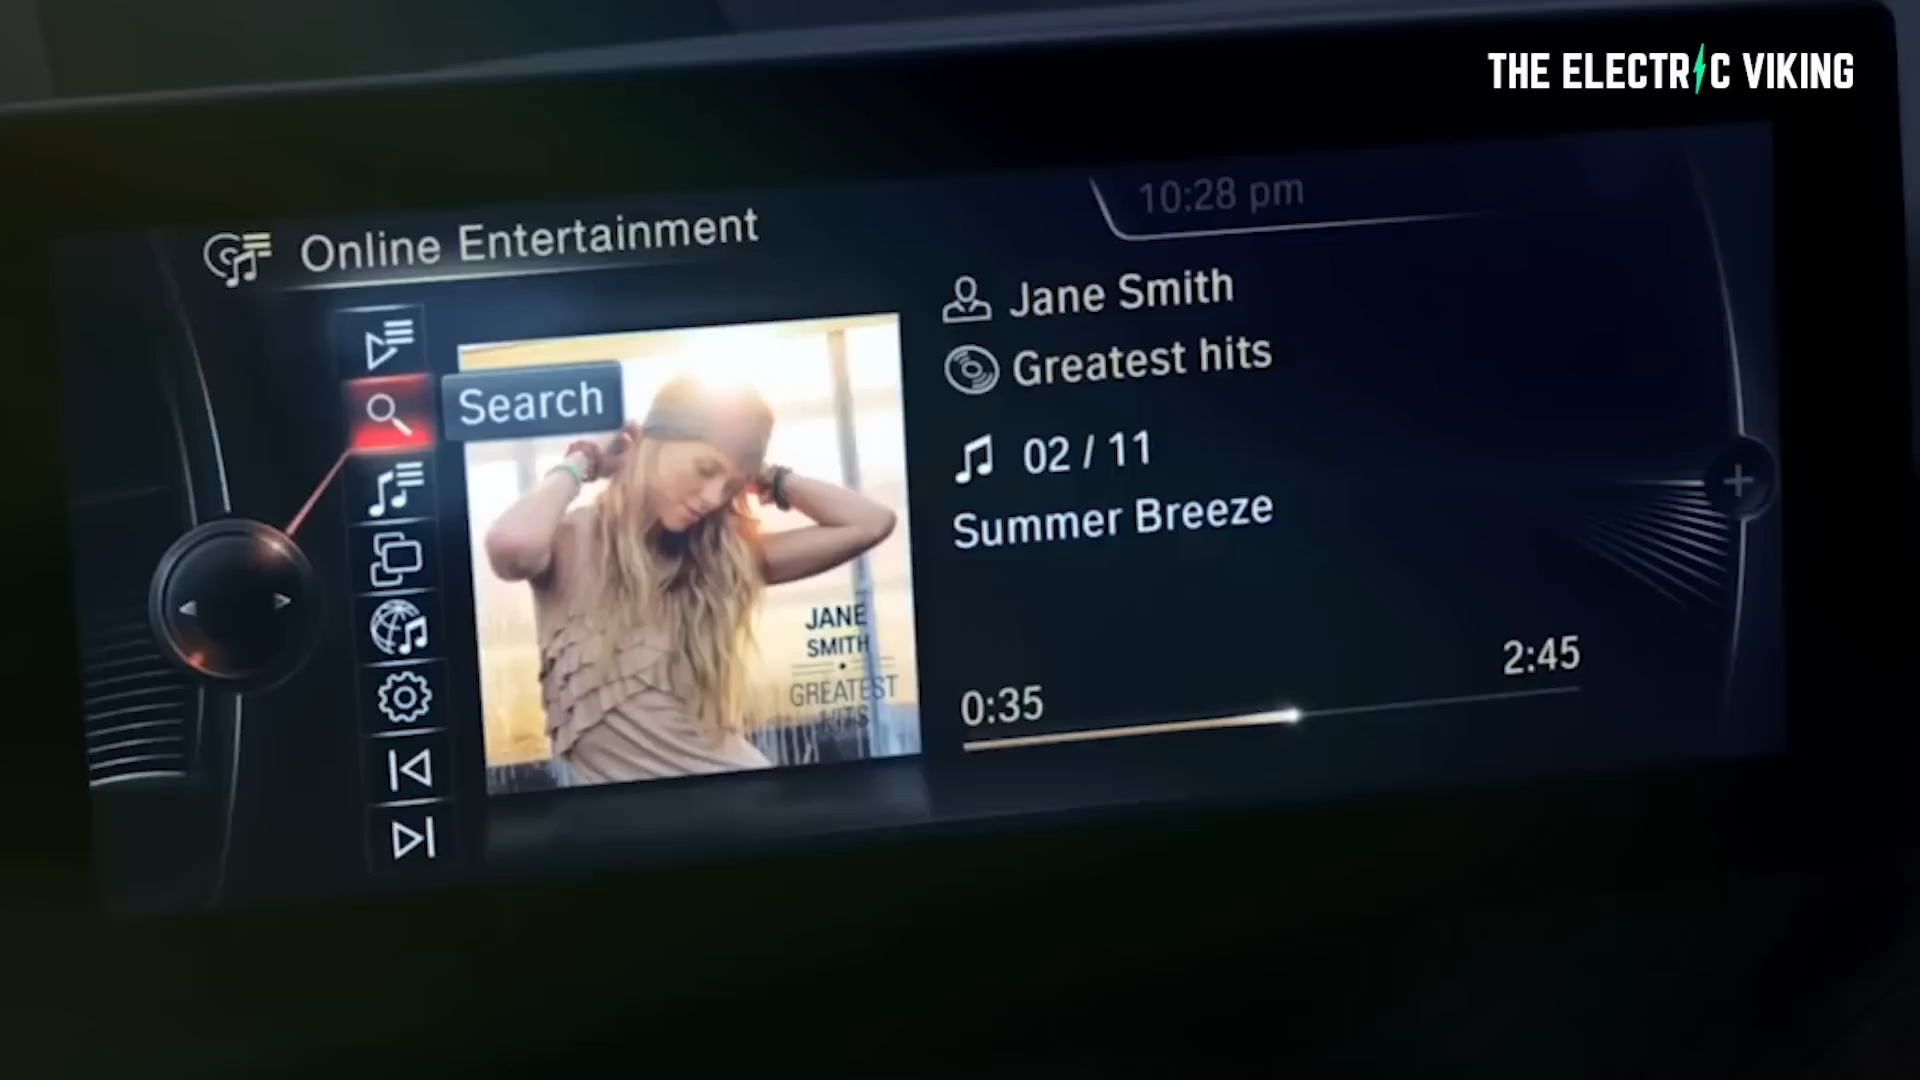 THE ELECTRIC VIKING
10:28 pm
Online Entertainment
Jane Smith
Greatest hits
Search
02 / 11
Summer Breeze
JANE
SMITH
GREATEST
HITS
2:45
0:35